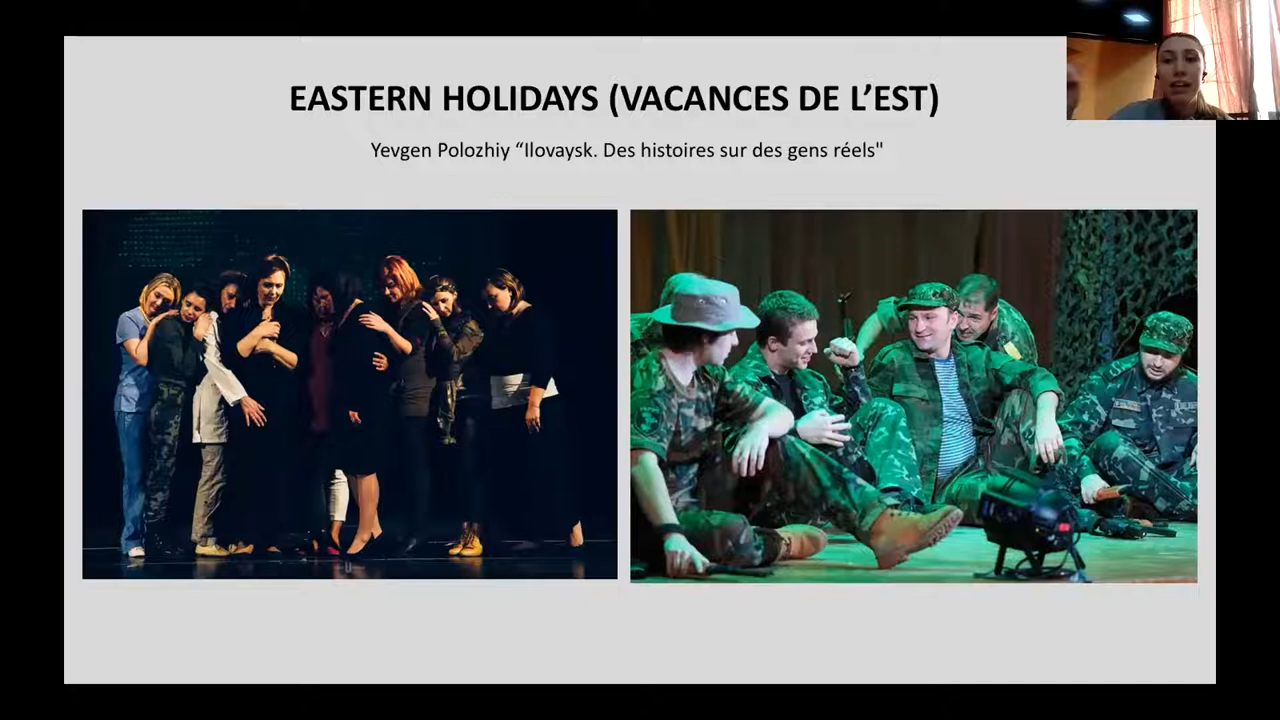 EASTERN HOLIDAYS (VACANCES DE L’EST)
Yevgen Polozhiy “Ilovaysk. Des histoires sur des gens réels"